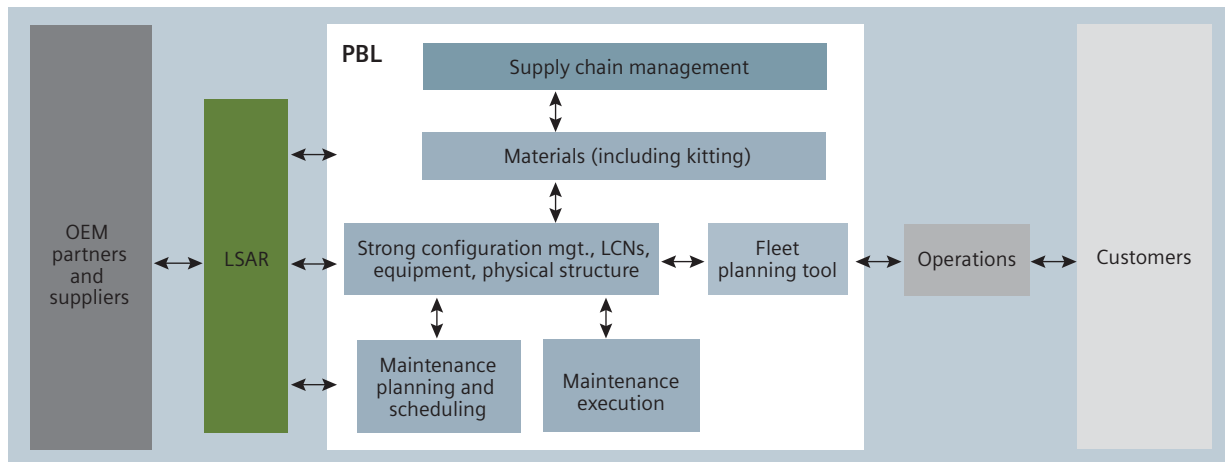 PBL
Supply chain management
Materials (including kitting)
OEM
partners
and
suppliers
LSAR
Strong configuration mgt., LCNs,
equipment, physical structure
Fleet
planning tool
Operations
Customers
Maintenance
planning and
scheduling
Maintenance
execution